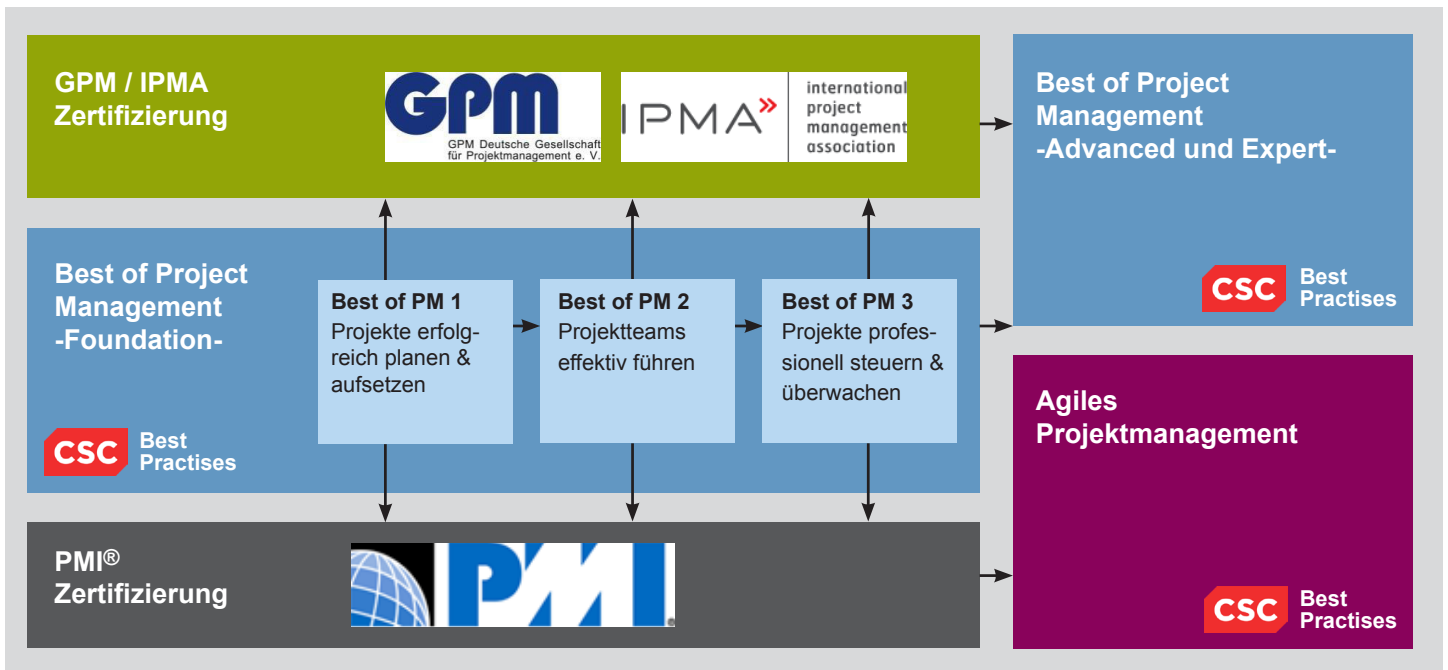 GPM / IPMA
Zertifizierung
GPM
GPM Deutsche Gesellschaft
für Projektmanagement e. V.
IPMA»
international
project
management
association
Best of Project
Management
-Advanced und Expert-
CSC
Best
Practises
Best of Project
Management
-Foundation-
CSC
Best
Practises
Best of PM 1
Projekte erfolg-
reich planen &
aufsetzen
Best of PM 2
Projektteams
effektiv führen
Best of PM 3
Projekte profes-
sionell steuern &
überwachen
Agiles
Projektmanagement
CSC
Best
Practises
PMI®
Zertifizierung
PMI®